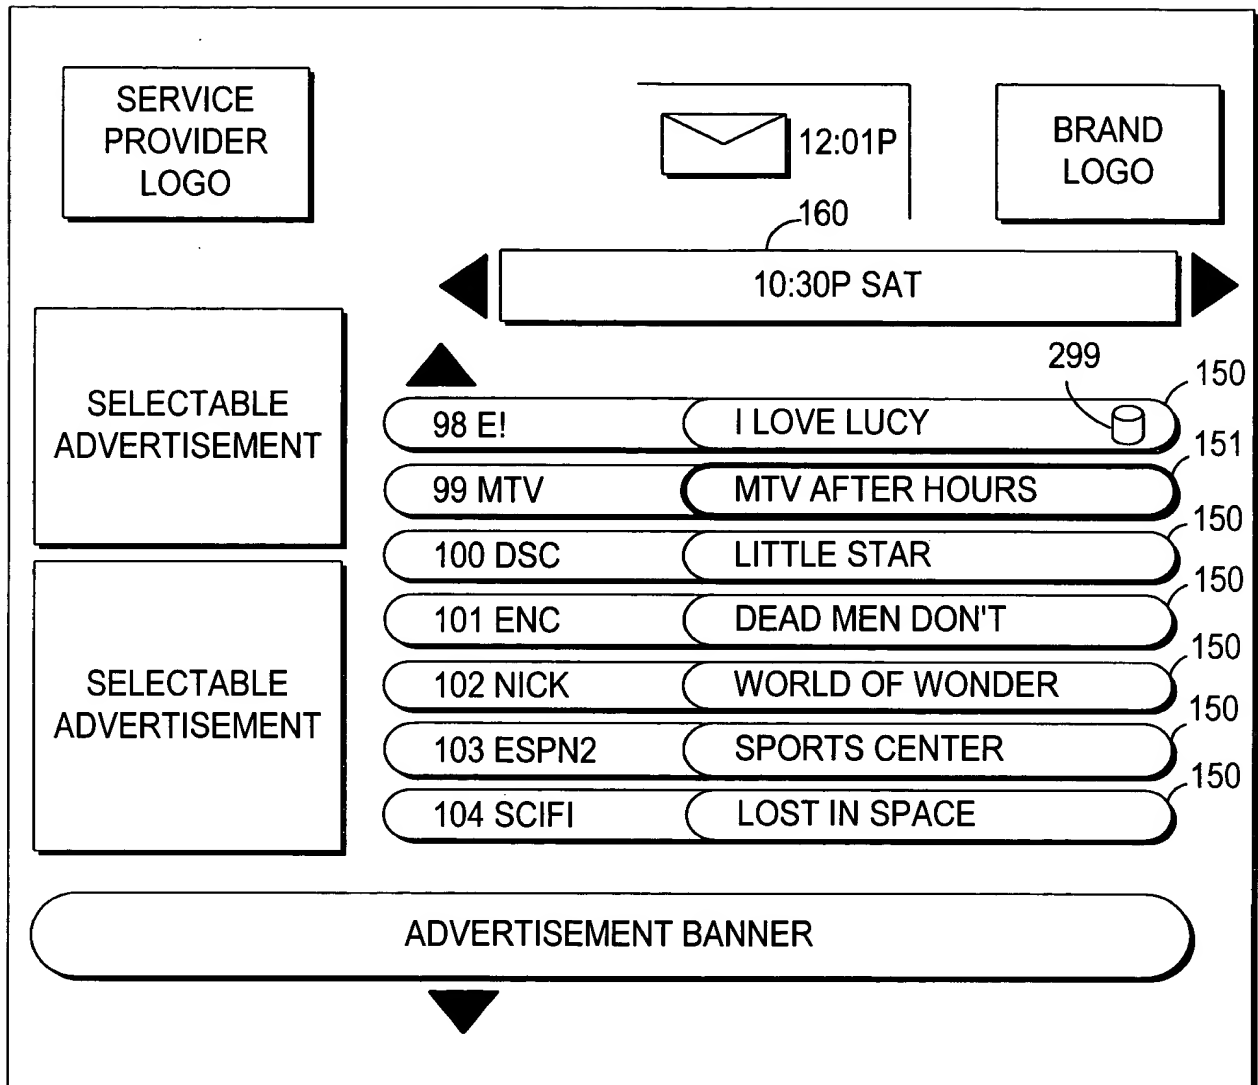 SERVICE
PROVIDER
LOGO
12:01P
BRAND
LOGO
160
10:30P SAT
SELECTABLE
ADVERTISEMENT
299
150
98 E! I LOVE LUCY
151
99 MTV MTV AFTER HOURS
150
100 DSC LITTLE STAR
150
101 ENC DEAD MEN DON'T
150
102 NICK WORLD OF WONDER
150
103 ESPN2 SPORTS CENTER
150
104 SCIFI LOST IN SPACE
SELECTABLE
ADVERTISEMENT
ADVERTISEMENT BANNER